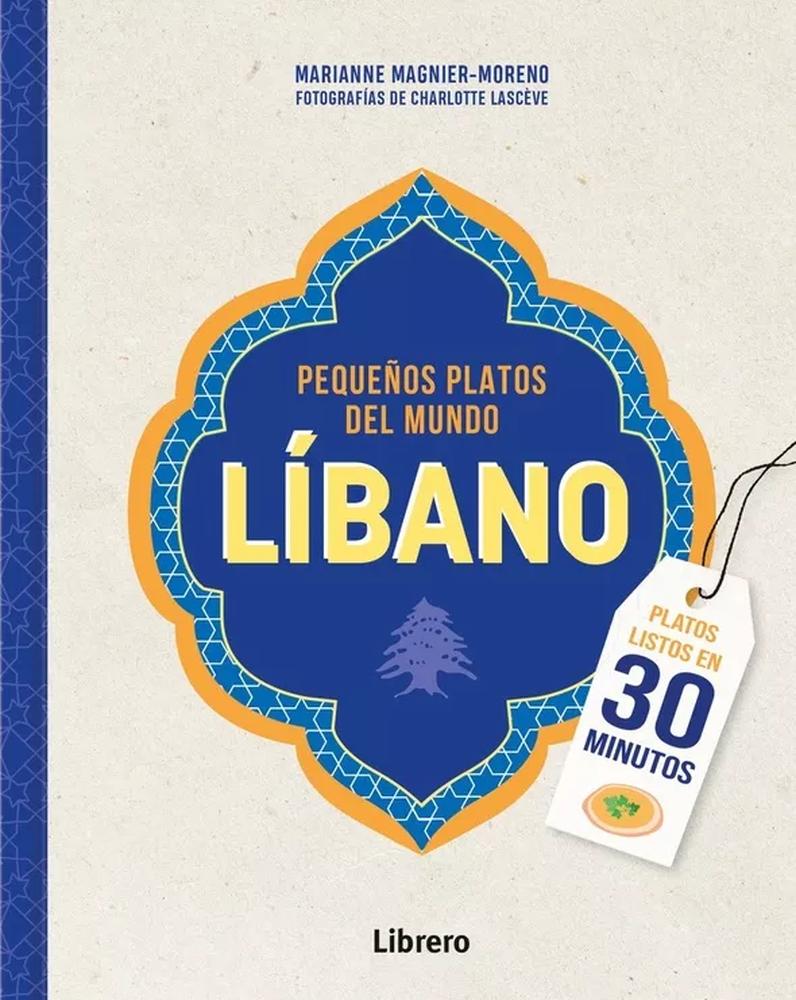 MARIANNE MAGNIER-MORENO
FOTOGRAFÍAS DE CHARLOTTE LASCÈVE
PEQUEÑOS PLATOS
DEL MUNDO
LÍBANO
PLATOS
LISTOS EN
30
MINUTOS
Librero